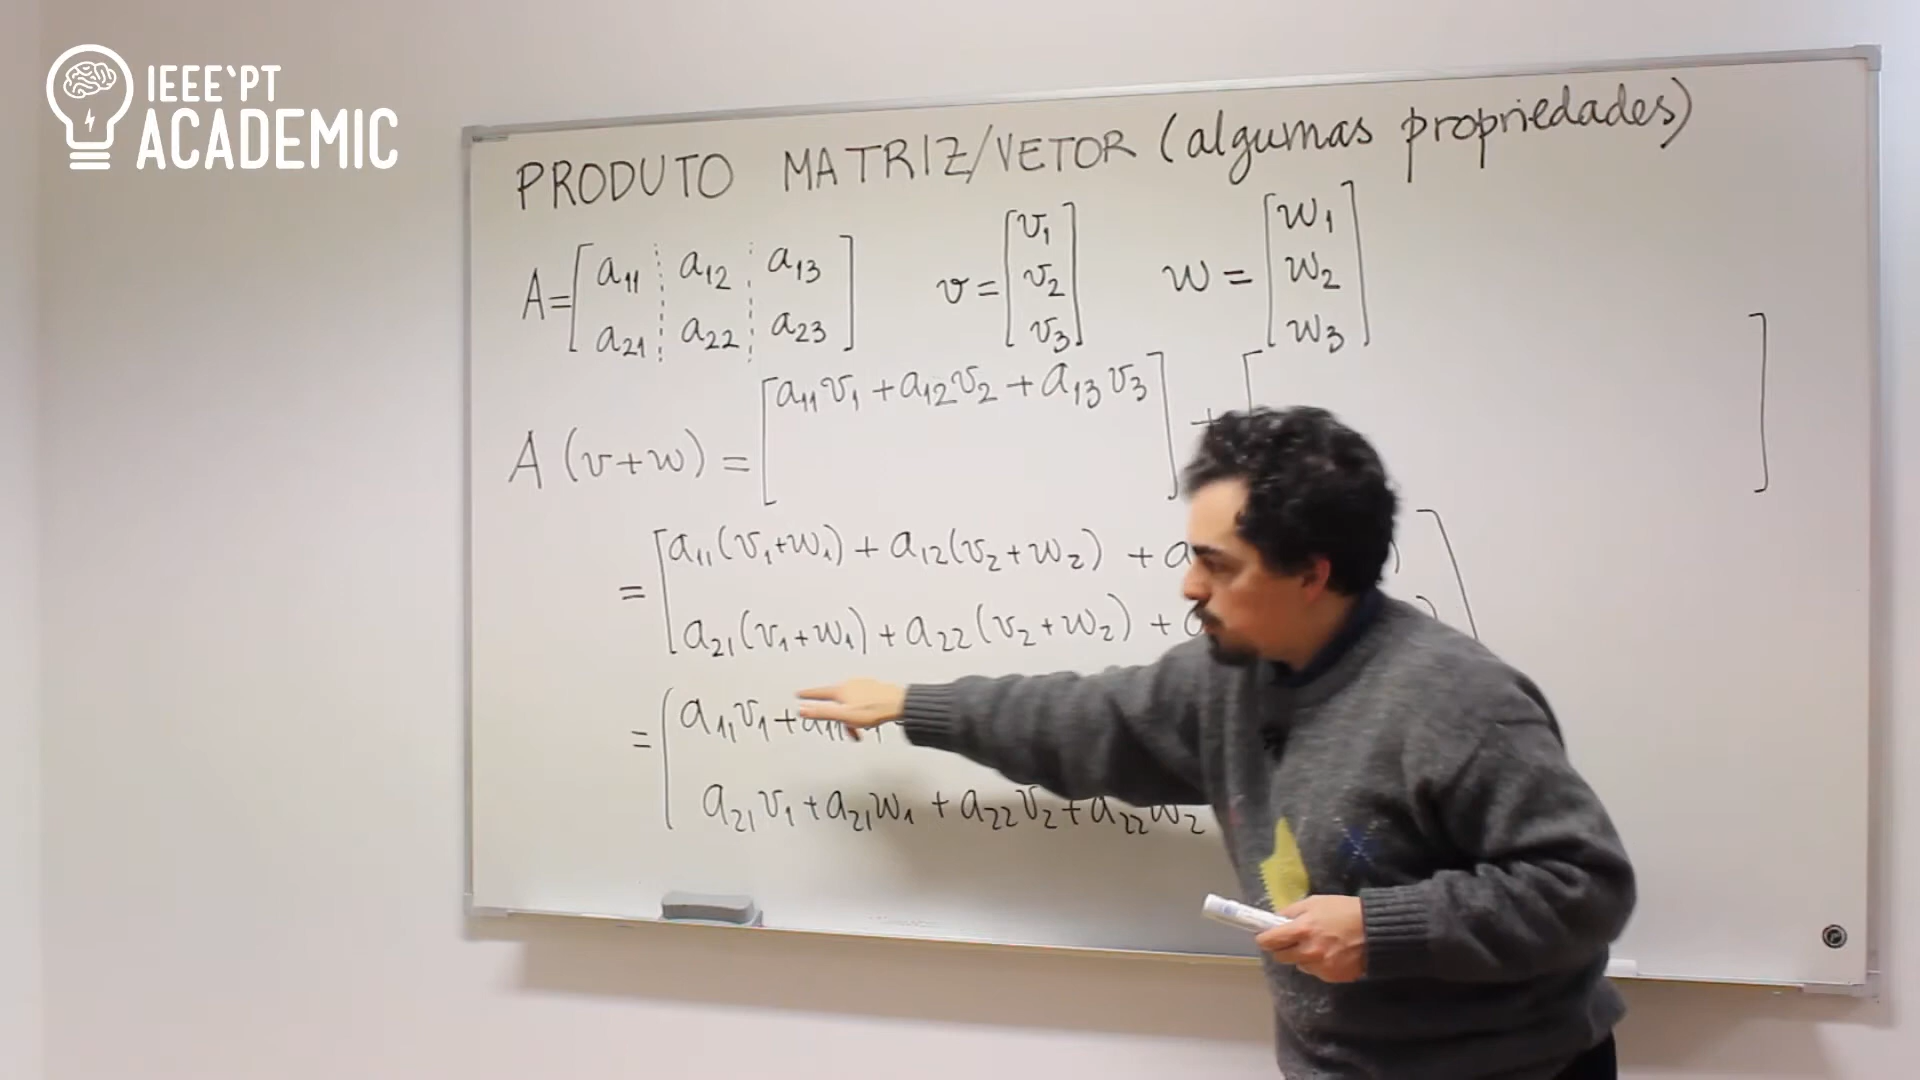 IEEE`PT
ACADEMIC
PRODUTO MATRIZ/VETOR (algumas propriedades)
A = [ a₁₁ a₁₂ a₁₃
a₂₁ a₂₂ a₂₃ ]
v = [ v₁
v₂
v₃ ]
w = [ w₁
w₂
w₃ ]
A (v+w) = [ a₁₁v₁ + a₁₂v₂ + a₁₃v₃ ] + [ ]
= [ a₁₁(v₁+w₁) + a₁₂(v₂+w₂) + a
a₂₁(v₁+w₁) + a₂₂(v₂+w₂) +
= ( a₁₁v₁ + a₁₁
a₂₁v₁ + a₂₁w₁ + a₂₂v₂ + a₂₂w₂